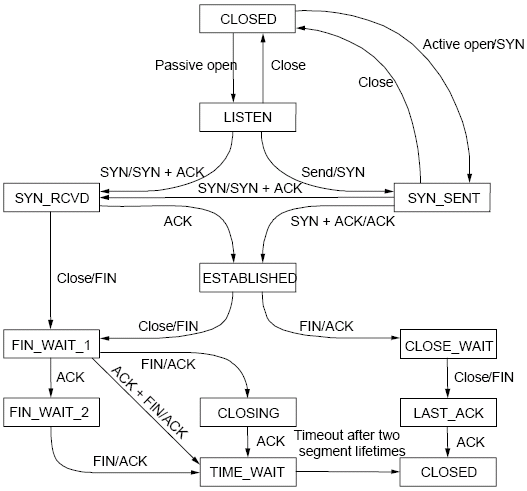 CLOSED
Active open/SYN
Passive open
Close
Close
LISTEN
SYN/SYN + ACK
Send/SYN
SYN/SYN + ACK
SYN_RCVD
SYN_SENT
ACK
SYN + ACK/ACK
ESTABLISHED
Close/FIN
Close/FIN
FIN/ACK
FIN_WAIT_1
CLOSE_WAIT
FIN/ACK
ACK
ACK + FIN/ACK
Close/FIN
FIN_WAIT_2
CLOSING
LAST_ACK
ACK
Timeout after two
segment lifetimes
ACK
FIN/ACK
TIME_WAIT
CLOSED